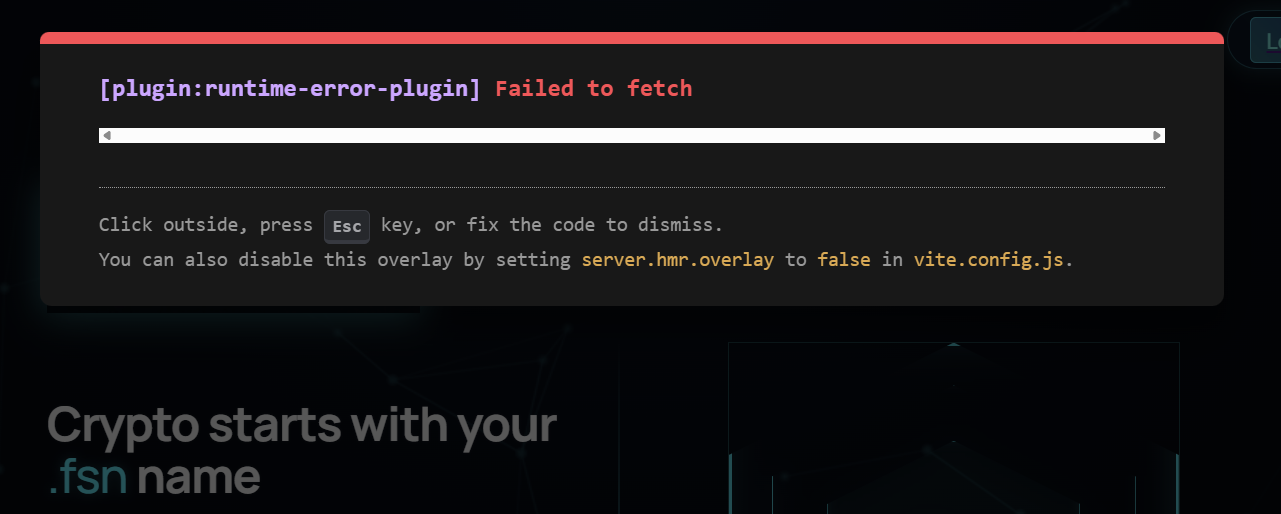 [plugin:runtime-error-plugin] Failed to fetch
Click outside, press Esc key, or fix the code to dismiss.
You can also disable this overlay by setting server.hmr.overlay to false in vite.config.js.
Crypto starts with your
.fsn name